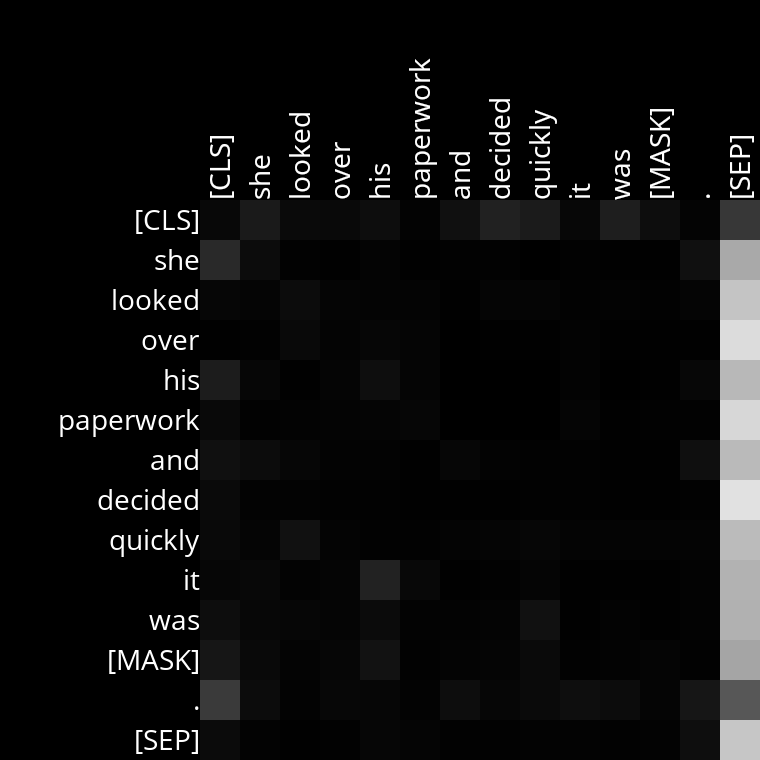 [CLS] she looked over his paperwork and decided quickly it was [MASK] . [SEP]
[CLS]
she
looked
over
his
paperwork
and
decided
quickly
it
was
[MASK]
.
[SEP]